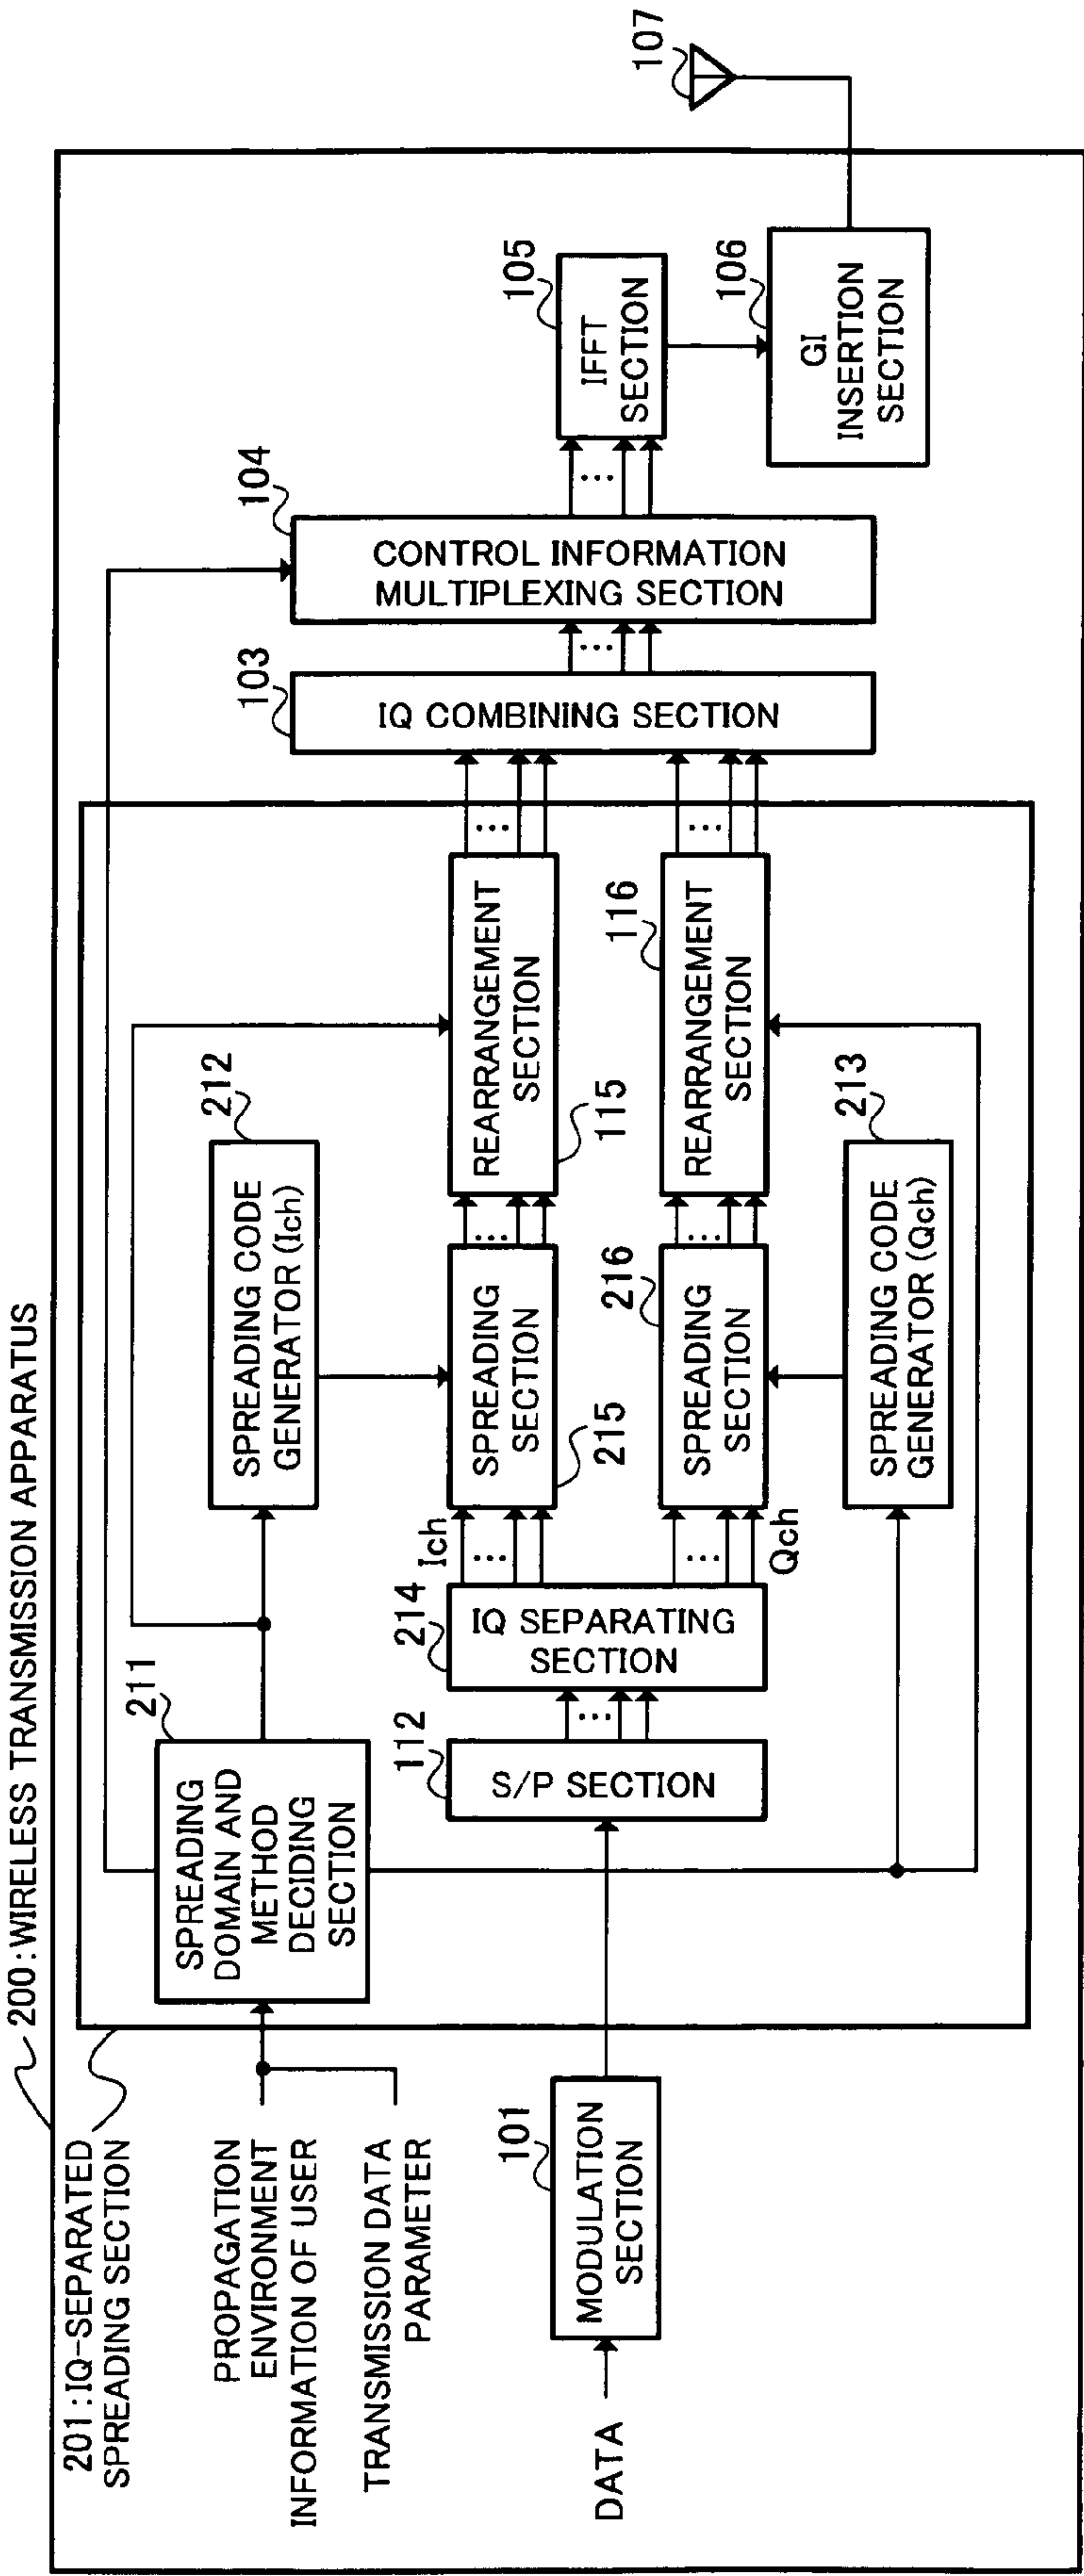 200:WIRELESS TRANSMISSION APPARATUS
201:IQ-SEPARATED
SPREADING SECTION
PROPAGATION
ENVIRONMENT
INFORMATION OF USER
TRANSMISSION DATA
PARAMETER
DATA
101
MODULATION
SECTION
211
SPREADING
DOMAIN AND
METHOD
DECIDING
SECTION
112
S/P SECTION
214
IQ SEPARATING
SECTION
Ich
Qch
212
SPREADING CODE
GENERATOR (Ich)
215
SPREADING
SECTION
216
SPREADING
SECTION
213
SPREADING CODE
GENERATOR (Qch)
115
REARRANGEMENT
SECTION
116
REARRANGEMENT
SECTION
103
IQ COMBINING SECTION
104
CONTROL INFORMATION
MULTIPLEXING SECTION
105
IFFT
SECTION
106
GI
INSERTION
SECTION
107